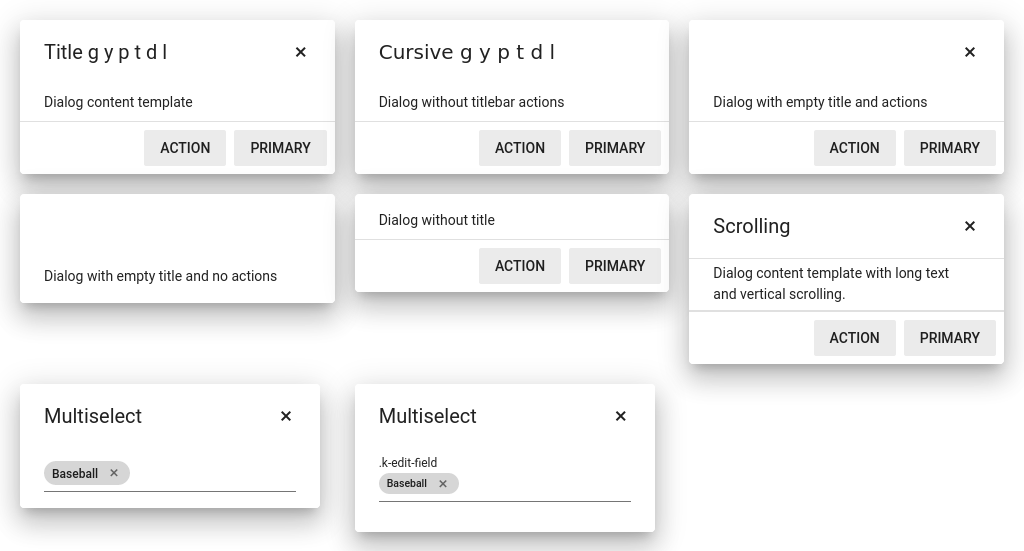 Title g y p t d l
Dialog content template
ACTION PRIMARY
Cursive g y p t d l
Dialog without titlebar actions
ACTION PRIMARY
Dialog with empty title and actions
ACTION PRIMARY
Dialog with empty title and no actions
Dialog without title
ACTION PRIMARY
Scrolling
Dialog content template with long text
and vertical scrolling.
ACTION PRIMARY
Multiselect
Baseball
Multiselect
.k-edit-field
Baseball